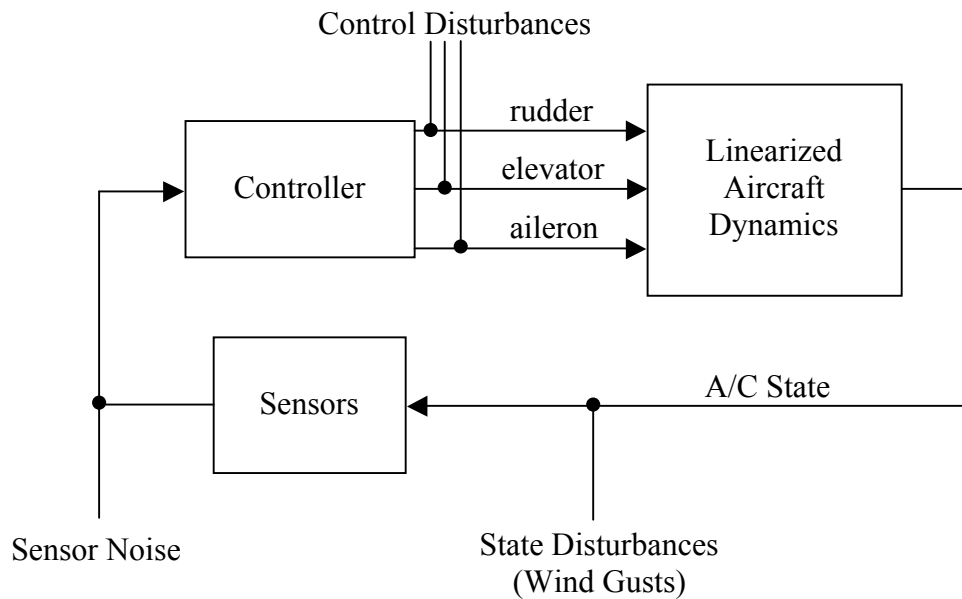 Control Disturbances
rudder
elevator
aileron
Controller
Linearized
Aircraft
Dynamics
Sensors
A/C State
Sensor Noise
State Disturbances
(Wind Gusts)